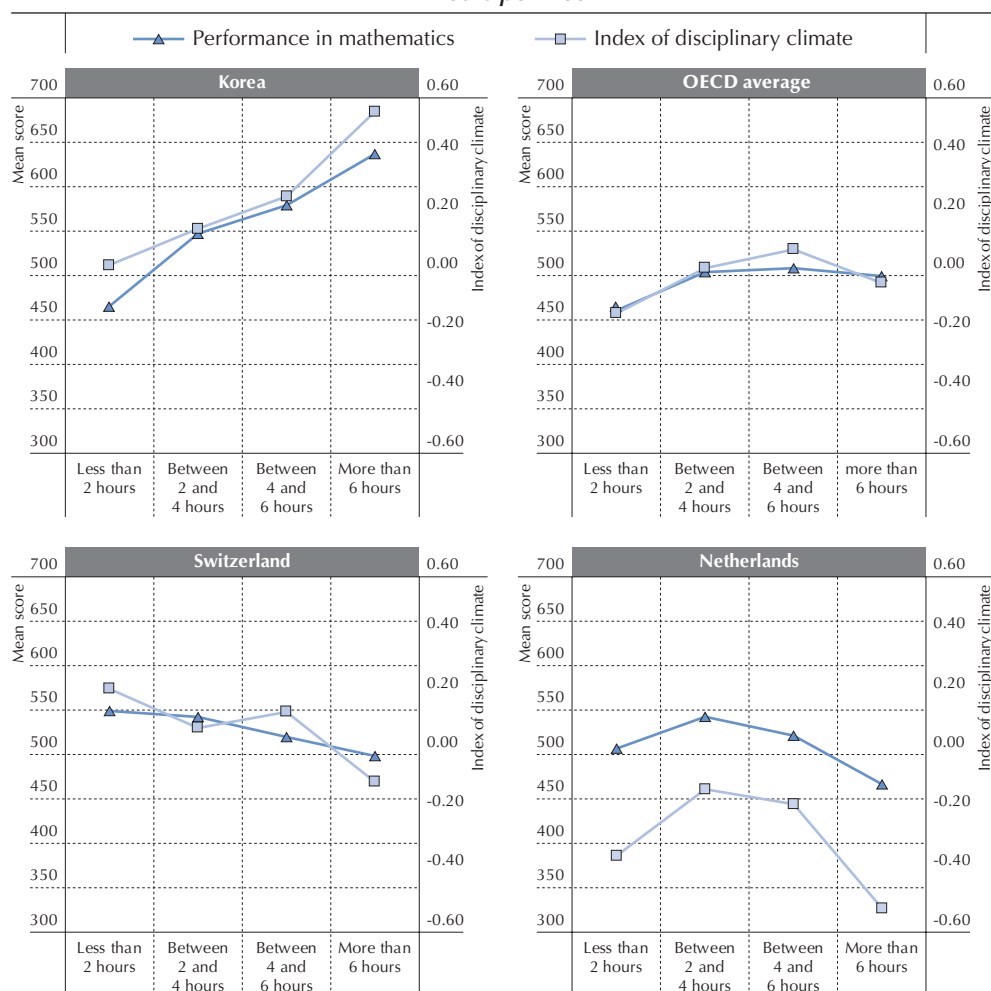 Performance in mathematics
Index of disciplinary climate
Korea
Mean score
700
650
600
550
500
450
400
350
300
Index of disciplinary climate
0.60
0.40
0.20
0.00
-0.20
-0.40
-0.60
Less than
2 hours
Between
2 and
4 hours
Between
4 and
6 hours
More than
6 hours
OECD average
Mean score
700
650
600
550
500
450
400
350
300
Index of disciplinary climate
0.60
0.40
0.20
0.00
-0.20
-0.40
-0.60
Less than
2 hours
Between
2 and
4 hours
Between
4 and
6 hours
more than
6 hours
Switzerland
Mean score
700
650
600
550
500
450
400
350
300
Index of disciplinary climate
0.60
0.40
0.20
0.00
-0.20
-0.40
-0.60
Less than
2 hours
Between
2 and
4 hours
Between
4 and
6 hours
More than
6 hours
Netherlands
Mean score
700
650
600
550
500
450
400
350
300
Index of disciplinary climate
0.60
0.40
0.20
0.00
-0.20
-0.40
-0.60
Less than
2 hours
Between
2 and
4 hours
Between
4 and
6 hours
More than
6 hours